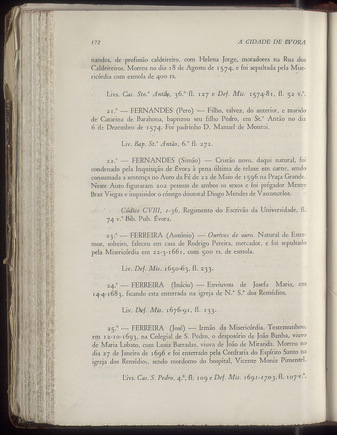 172 A CIDADE DE EVORA
nandes, de profissão caldeireiro, com Helena Jorge, moradores na Rua dos
Caldeireiros. Morreu no dia 18 de Agosto de 1574, e foi sepultada pela Mise-
ricórdia com esmola de 400 rs.
Livs. Cas. Sto.º Antão, 36.º fl. 127 e Def. Mis. 1574-81, fl. 52 v.º.
21.º — FERNANDES (Pero) — Filho, talvez, do anterior, e marido
de Catarina de Barahona, baptizou seu filho Pedro, em St.º Antão no dia
6 de Dezembro de 1574. Foi padrinho D. Manuel de Monroi.
Liv. Bap. St.º Antão, 6.º fl. 272.
22.º — FERNANDES (Simão) — Cristão novo, daqui natural, foi
condenado pela Inquisição de Évora à pena última de relaxe em carne, sendo
consumada a sentença no Auto da Fé de 22 de Maio de 1596 na Praça Grande.
Neste Auto figuraram 202 pessoas de ambos os sexos e foi prégador Mestre
Braz Viegas e inquisidor o cónego doutoral Diogo Mendes de Vasconcelos.
Códice CVIII, 1-36, Regimento do Escrivão da Universidade, fl.
74 v.º Bib. Púb. Évora.
23.º — FERREIRA (António) — Ourives do ouro. Natural de Estre-
moz, solteiro, faleceu em casa de Rodrigo Pereira, mercador, e foi sepultado
pela Misericórdia em 22-3-1661, com 500 rs. de esmola.
Liv. Def. Mis. 1650-63, fl. 233.
24.º — FERREIRA (Inácio) — Enviuvou de Josefa Maria, em
14-4-1683, ficando esta enterrada na igreja de N.ª S.ª dos Remédios.
Liv. Def. Mis. 1676-91, fl. 133.
25.º — FERREIRA (José) — Irmão da Misericórdia. Testemunhou,
em 12-10-1693, na Colegial de S. Pedro, o desposório de João Banha, viúvo
de Maria Lobato, com Luzia Barradas, viúva de João de Miranda. Morreu no
dia 27 de Janeiro de 1696 e foi enterrado pela Confraria do Espírito Santo na
igreja dos Remédios, sendo mordomo do hospital, Vicente Moniz Pimentel.
Livs. Cas. S. Pedro, 4.º, fl. 109 e Def. Mis. 1691-1703, fl. 107 v.º.